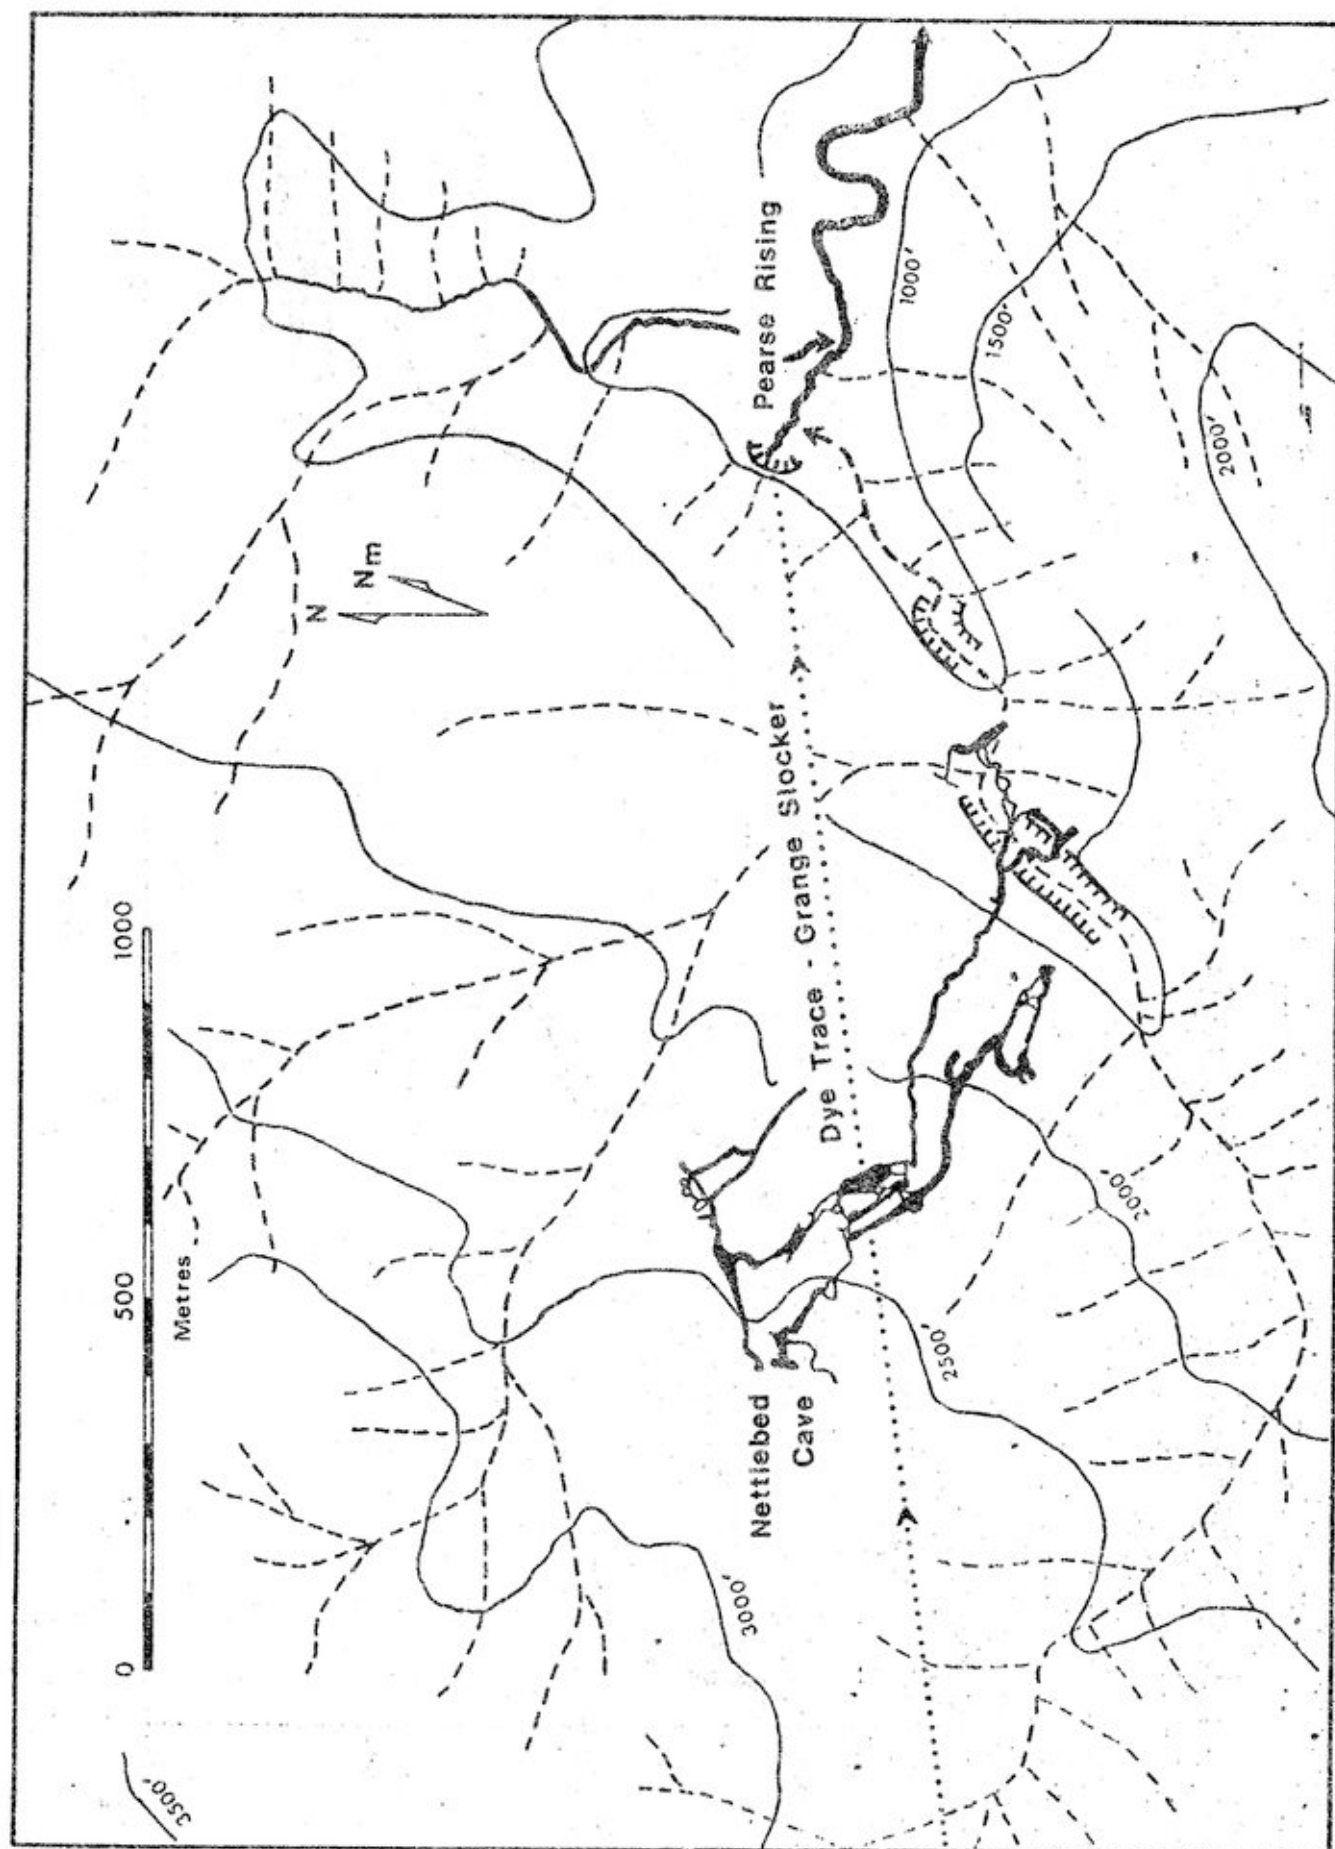 3500'
0 500 1000
Metres
N
Nm
3000'
Nettlebed
Cave
Dye Trace - Grange Slocker
Pearse Rising
2500'
2000'
1000'
1500'
2000'